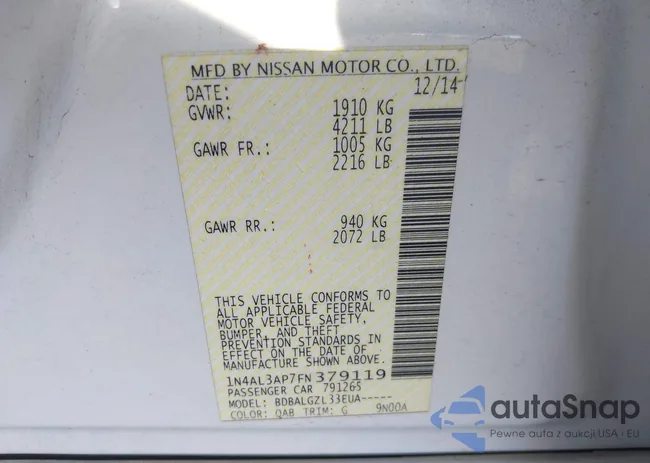 MFD BY NISSAN MOTOR CO., LTD.
DATE: 12/14
GVWR: 1910 KG
4211 LB
GAWR FR.: 1005 KG
2216 LB
GAWR RR.: 940 KG
2072 LB
THIS VEHICLE CONFORMS TO
ALL APPLICABLE FEDERAL
MOTOR VEHICLE SAFETY,
BUMPER, AND THEFT
PREVENTION STANDARDS IN
EFFECT ON THE DATE OF
MANUFACTURE SHOWN ABOVE.
1N4AL3AP7FN379119
PASSENGER CAR 791265
MODEL: BDBALGZL33EUA-----
COLOR: QAB TRIM: G 9N00A
autoSnap
Pewne auta z aukcji USA i EU